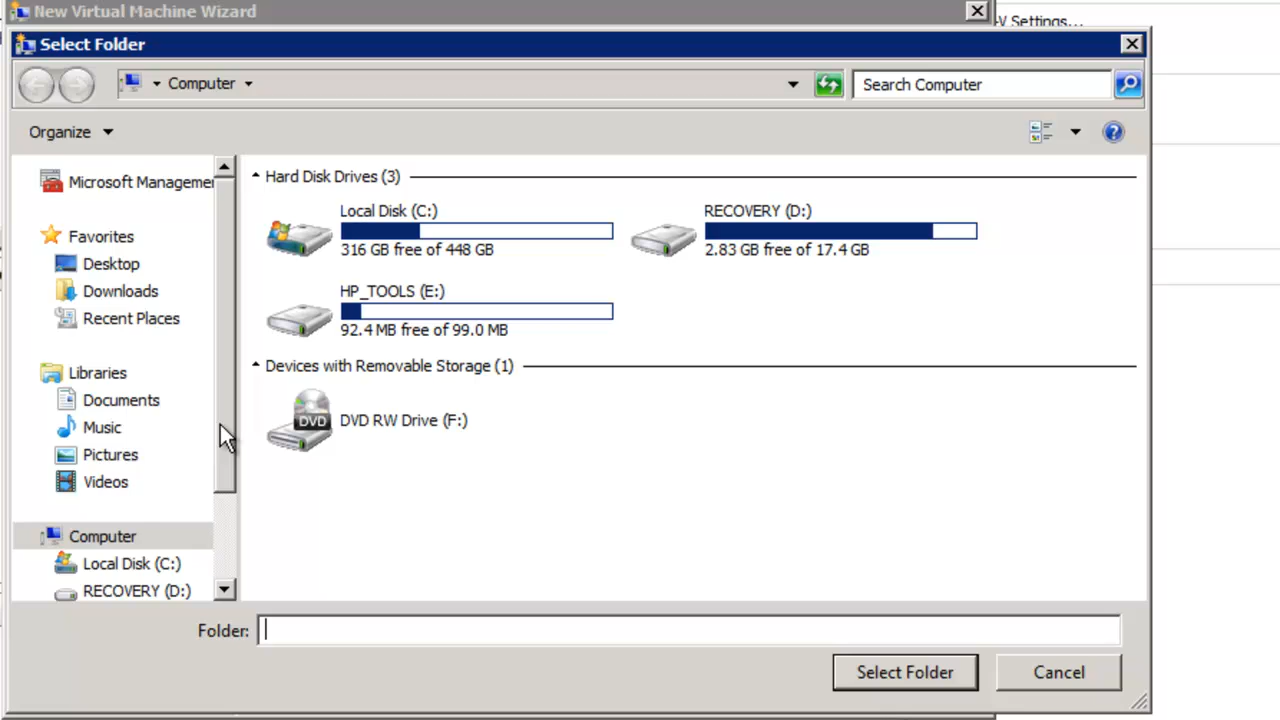 New Virtual Machine Wizard
-V Settings...
Select Folder
Computer
Search Computer
Organize
Microsoft Manageme
Favorites
Desktop
Downloads
Recent Places
Libraries
Documents
Music
Pictures
Videos
Computer
Local Disk (C:)
RECOVERY (D:)
Hard Disk Drives (3)
Local Disk (C:)
316 GB free of 448 GB
RECOVERY (D:)
2.83 GB free of 17.4 GB
HP_TOOLS (E:)
92.4 MB free of 99.0 MB
Devices with Removable Storage (1)
DVD
DVD RW Drive (F:)
Folder:
Select Folder
Cancel